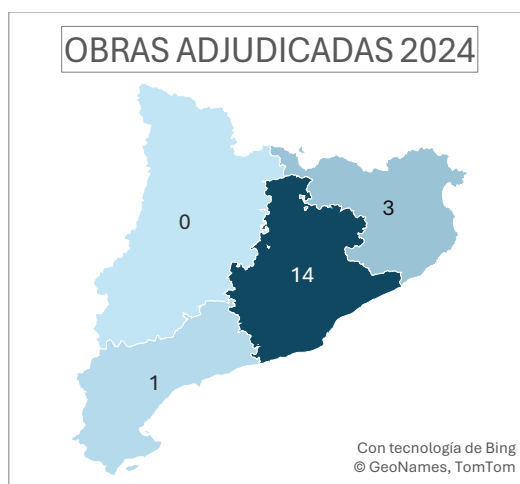 OBRAS ADJUDICADAS 2024
0
3
14
1
Con tecnología de Bing
© GeoNames, TomTom